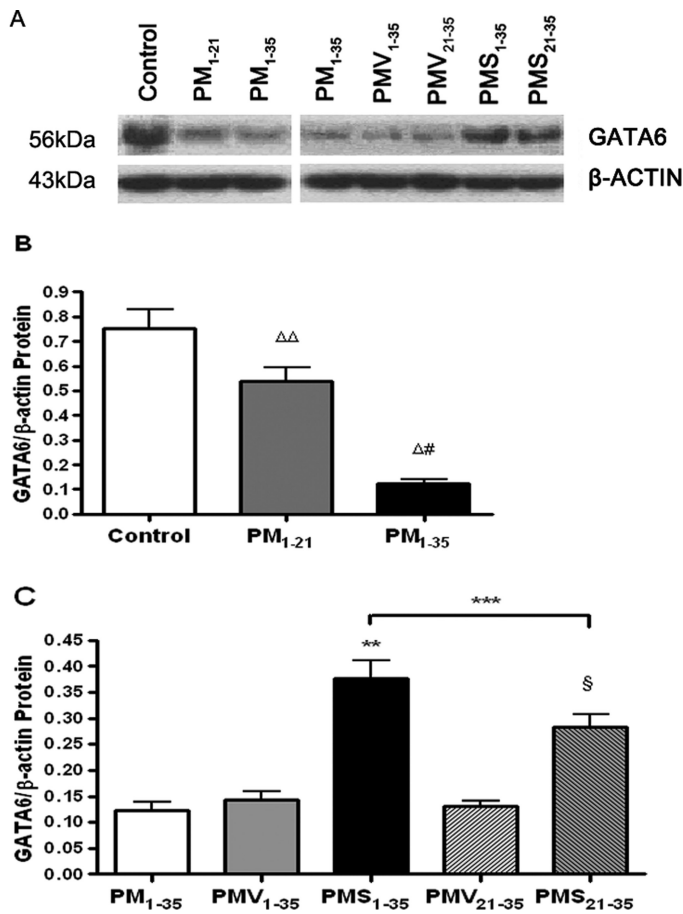 A
Control
PM1-21
PM1-35
PM1-35
PMV1-35
PMV21-35
PMS1-35
PMS21-35
56kDa
GATA6
43kDa
β-ACTIN
B
GATA6/β-actin Protein
0.9
0.8
0.7
0.6
0.5
0.4
0.3
0.2
0.1
0.0
ΔΔ
Δ#
Control
PM1-21
PM1-35
C
GATA6/β-actin Protein
0.45
0.40
0.35
0.30
0.25
0.20
0.15
0.10
0.05
0.00
***
**
§
PM1-35
PMV1-35
PMS1-35
PMV21-35
PMS21-35